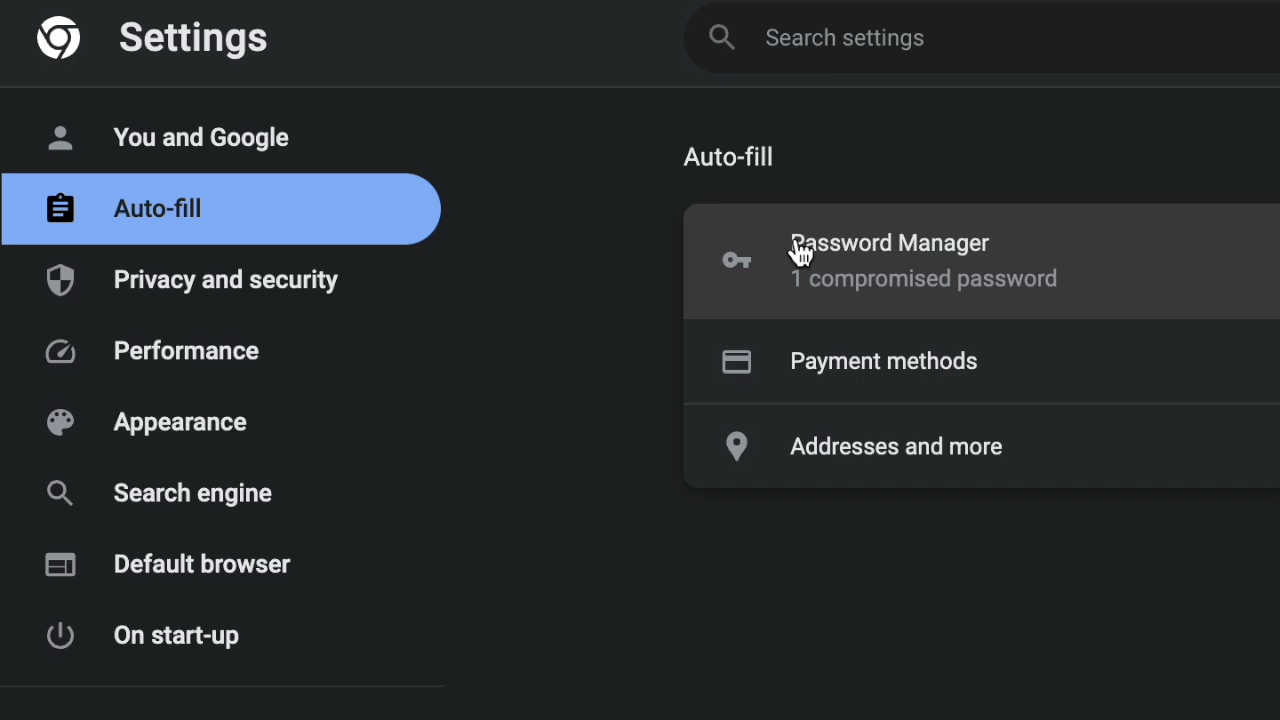 Settings
Search settings
You and Google
Auto-fill
Privacy and security
Performance
Appearance
Search engine
Default browser
On start-up
Auto-fill
Password Manager
1 compromised password
Payment methods
Addresses and more